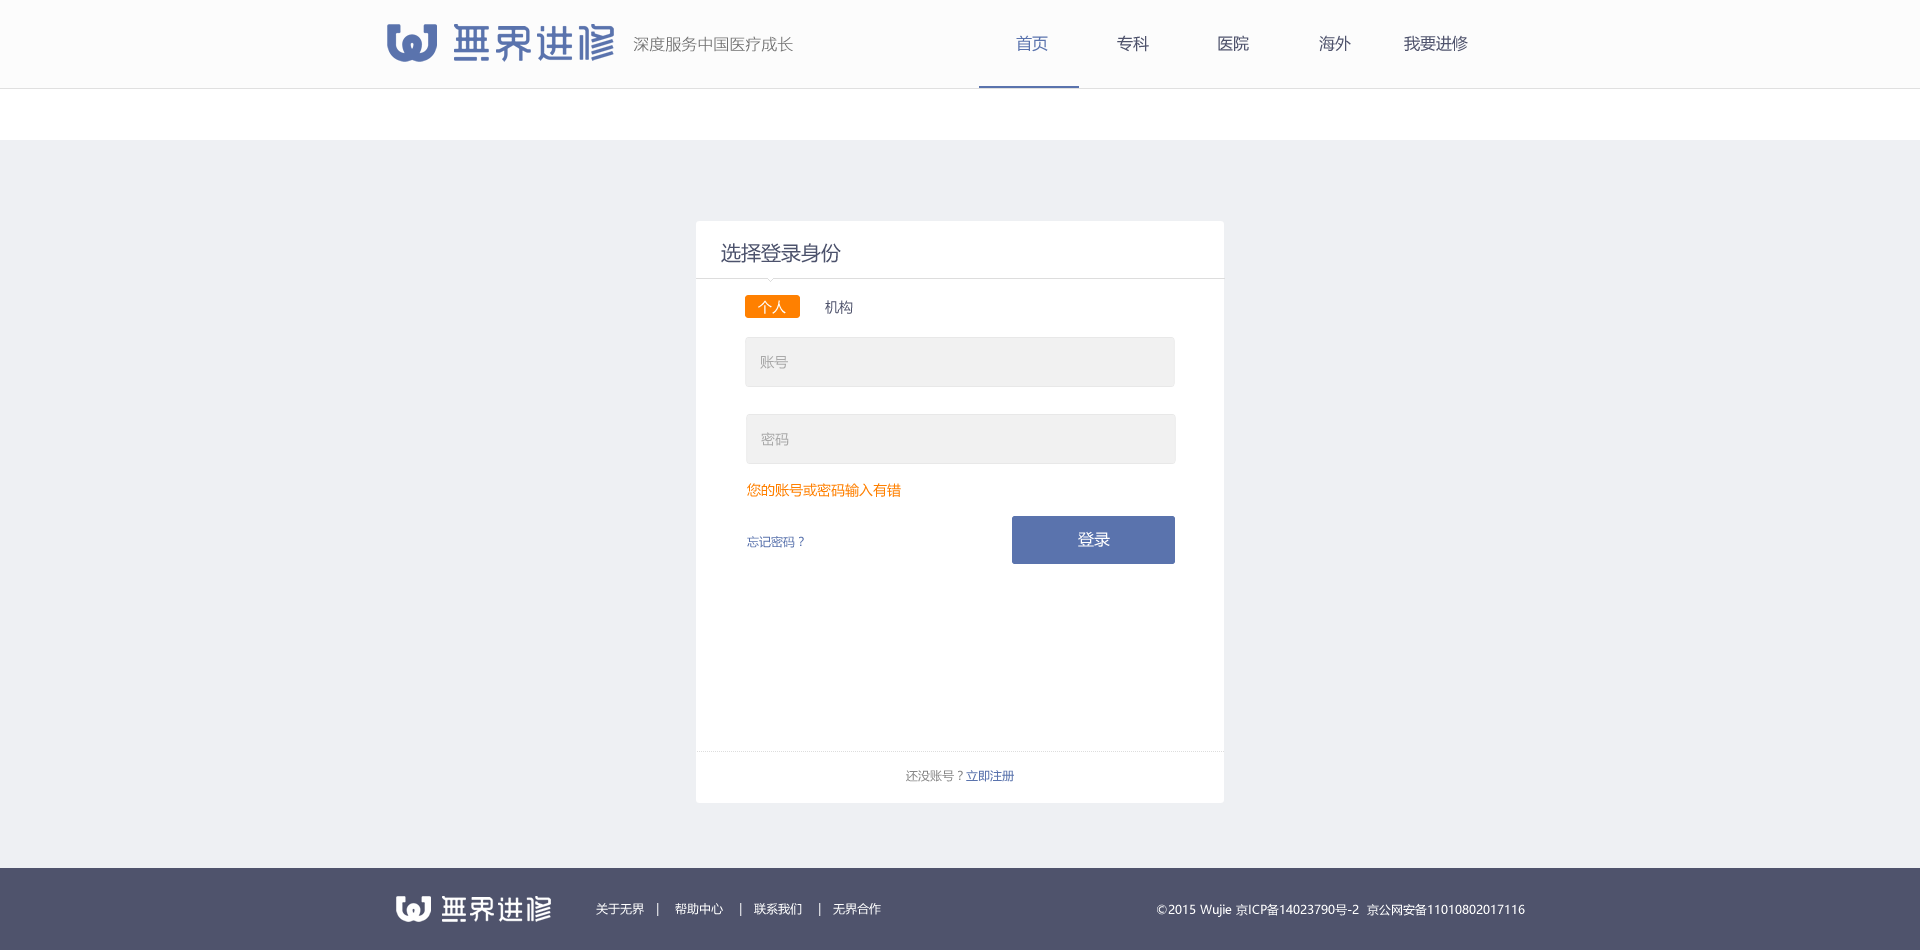 無界进修 深度服务中国医疗成长 首页 专科 医院 海外 我要进修
选择登录身份
个人 机构
账号
密码
您的账号或密码输入有错
忘记密码？ 登录
还没账号？立即注册
無界进修 关于无界 | 帮助中心 | 联系我们 | 无界合作 ©2015 Wujie 京ICP备14023790号-2 京公网安备11010802017116